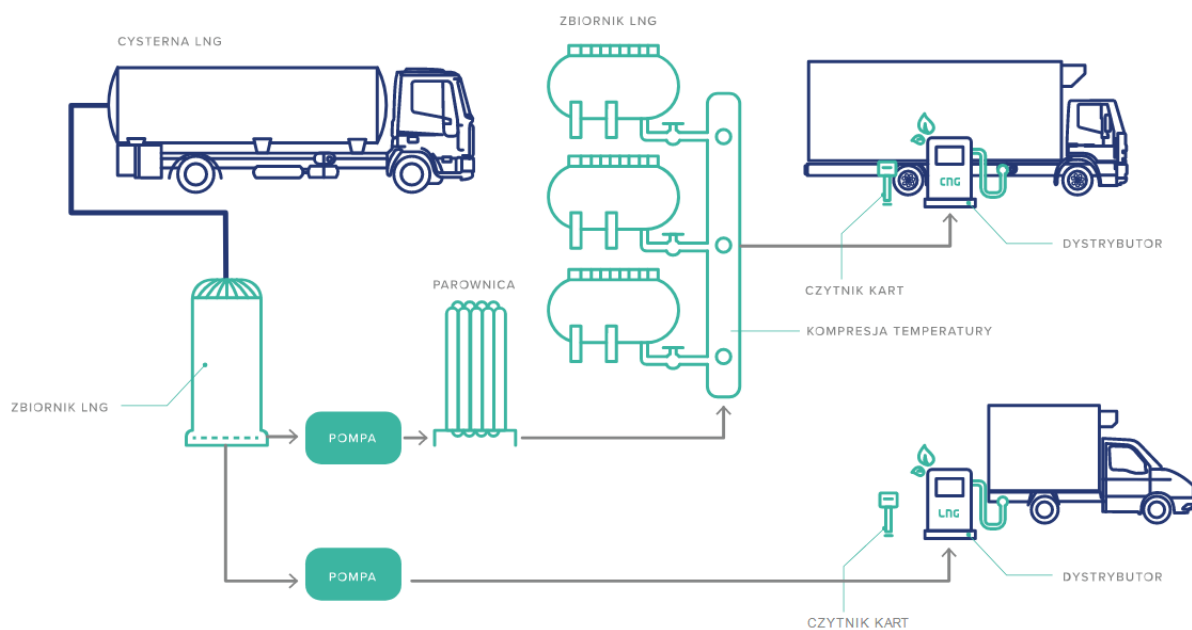 ZBIORNIK LNG
CYSTERNA LNG
CNG
DYSTRYBUTOR
CZYTNIK KART
PAROWNICA
KOMPRESJA TEMPERATURY
ZBIORNIK LNG
POMPA
LNG
POMPA
DYSTRYBUTOR
CZYTNIK KART